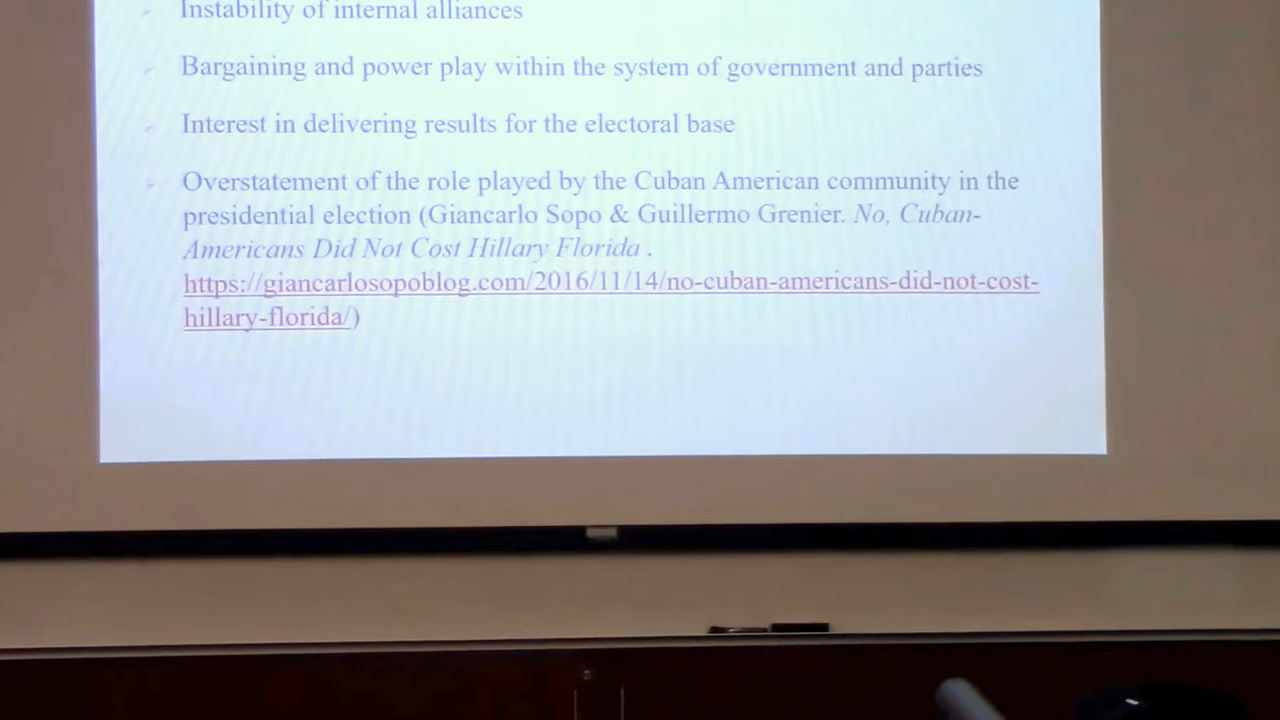 Instability of internal alliances
Bargaining and power play within the system of government and parties
Interest in delivering results for the electoral base
Overstatement of the role played by the Cuban American community in the
presidential election (Giancarlo Sopo & Guillermo Grenier. No, Cuban-
Americans Did Not Cost Hillary Florida .
https://giancarlosopoblog.com/2016/11/14/no-cuban-americans-did-not-cost-
hillary-florida/)